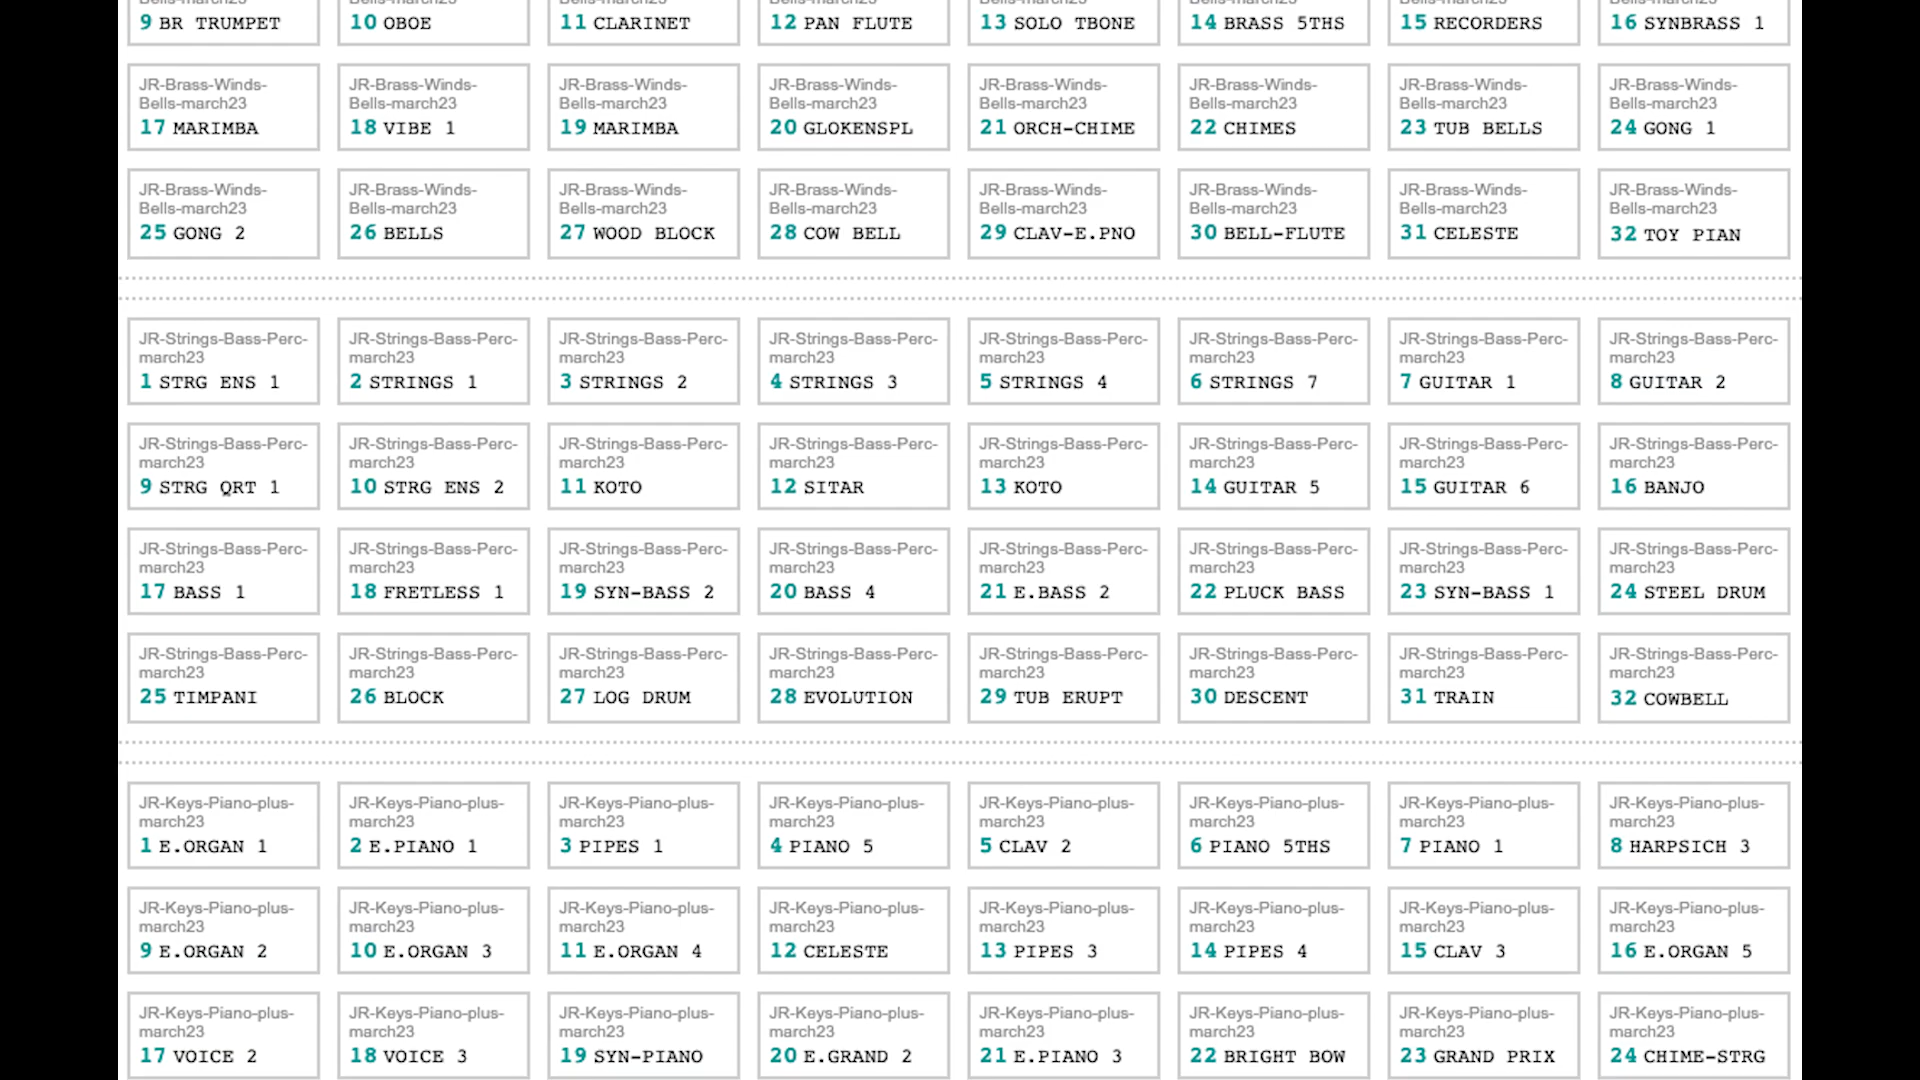 Bells-march23 Bells-march23 Bells-march23 Bells-march23 Bells-march23 Bells-march23 Bells-march23 Bells-march23
9 BR TRUMPET 10 OBOE 11 CLARINET 12 PAN FLUTE 13 SOLO TBONE 14 BRASS 5THS 15 RECORDERS 16 SYNBRASS 1
JR-Brass-Winds- JR-Brass-Winds- JR-Brass-Winds- JR-Brass-Winds- JR-Brass-Winds- JR-Brass-Winds- JR-Brass-Winds- JR-Brass-Winds-
Bells-march23 Bells-march23 Bells-march23 Bells-march23 Bells-march23 Bells-march23 Bells-march23 Bells-march23
17 MARIMBA 18 VIBE 1 19 MARIMBA 20 GLOKENSPL 21 ORCH-CHIME 22 CHIMES 23 TUB BELLS 24 GONG 1
JR-Brass-Winds- JR-Brass-Winds- JR-Brass-Winds- JR-Brass-Winds- JR-Brass-Winds- JR-Brass-Winds- JR-Brass-Winds- JR-Brass-Winds-
Bells-march23 Bells-march23 Bells-march23 Bells-march23 Bells-march23 Bells-march23 Bells-march23 Bells-march23
25 GONG 2 26 BELLS 27 WOOD BLOCK 28 COW BELL 29 CLAV-E.PNO 30 BELL-FLUTE 31 CELESTE 32 TOY PIAN
JR-Strings-Bass-Perc- JR-Strings-Bass-Perc- JR-Strings-Bass-Perc- JR-Strings-Bass-Perc- JR-Strings-Bass-Perc- JR-Strings-Bass-Perc- JR-Strings-Bass-Perc- JR-Strings-Bass-Perc-
march23 march23 march23 march23 march23 march23 march23 march23
1 STRG ENS 1 2 STRINGS 1 3 STRINGS 2 4 STRINGS 3 5 STRINGS 4 6 STRINGS 7 7 GUITAR 1 8 GUITAR 2
JR-Strings-Bass-Perc- JR-Strings-Bass-Perc- JR-Strings-Bass-Perc- JR-Strings-Bass-Perc- JR-Strings-Bass-Perc- JR-Strings-Bass-Perc- JR-Strings-Bass-Perc- JR-Strings-Bass-Perc-
march23 march23 march23 march23 march23 march23 march23 march23
9 STRG QRT 1 10 STRG ENS 2 11 KOTO 12 SITAR 13 KOTO 14 GUITAR 5 15 GUITAR 6 16 BANJO
JR-Strings-Bass-Perc- JR-Strings-Bass-Perc- JR-Strings-Bass-Perc- JR-Strings-Bass-Perc- JR-Strings-Bass-Perc- JR-Strings-Bass-Perc- JR-Strings-Bass-Perc- JR-Strings-Bass-Perc-
march23 march23 march23 march23 march23 march23 march23 march23
17 BASS 1 18 FRETLESS 1 19 SYN-BASS 2 20 BASS 4 21 E.BASS 2 22 PLUCK BASS 23 SYN-BASS 1 24 STEEL DRUM
JR-Strings-Bass-Perc- JR-Strings-Bass-Perc- JR-Strings-Bass-Perc- JR-Strings-Bass-Perc- JR-Strings-Bass-Perc- JR-Strings-Bass-Perc- JR-Strings-Bass-Perc- JR-Strings-Bass-Perc-
march23 march23 march23 march23 march23 march23 march23 march23
25 TIMPANI 26 BLOCK 27 LOG DRUM 28 EVOLUTION 29 TUB ERUPT 30 DESCENT 31 TRAIN 32 COWBELL
JR-Keys-Piano-plus- JR-Keys-Piano-plus- JR-Keys-Piano-plus- JR-Keys-Piano-plus- JR-Keys-Piano-plus- JR-Keys-Piano-plus- JR-Keys-Piano-plus- JR-Keys-Piano-plus-
march23 march23 march23 march23 march23 march23 march23 march23
1 E.ORGAN 1 2 E.PIANO 1 3 PIPES 1 4 PIANO 5 5 CLAV 2 6 PIANO 5THS 7 PIANO 1 8 HARPSICH 3
JR-Keys-Piano-plus- JR-Keys-Piano-plus- JR-Keys-Piano-plus- JR-Keys-Piano-plus- JR-Keys-Piano-plus- JR-Keys-Piano-plus- JR-Keys-Piano-plus- JR-Keys-Piano-plus-
march23 march23 march23 march23 march23 march23 march23 march23
9 E.ORGAN 2 10 E.ORGAN 3 11 E.ORGAN 4 12 CELESTE 13 PIPES 3 14 PIPES 4 15 CLAV 3 16 E.ORGAN 5
JR-Keys-Piano-plus- JR-Keys-Piano-plus- JR-Keys-Piano-plus- JR-Keys-Piano-plus- JR-Keys-Piano-plus- JR-Keys-Piano-plus- JR-Keys-Piano-plus- JR-Keys-Piano-plus-
march23 march23 march23 march23 march23 march23 march23 march23
17 VOICE 2 18 VOICE 3 19 SYN-PIANO 20 E.GRAND 2 21 E.PIANO 3 22 BRIGHT BOW 23 GRAND PRIX 24 CHIME-STRG